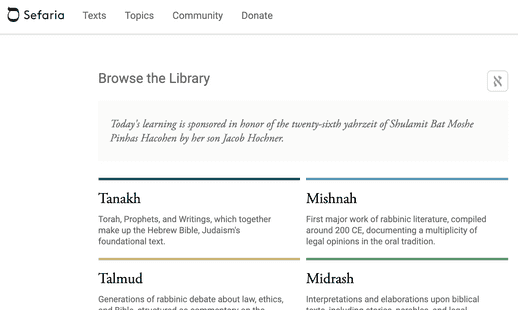 Sefaria Texts Topics Community Donate
Browse the Library
א
Today's learning is sponsored in honor of the twenty-sixth yahrzeit of Shulamit Bat Moshe
Pinhas Hacohen by her son Jacob Hochner.
Tanakh
Torah, Prophets, and Writings, which together
make up the Hebrew Bible, Judaism's
foundational text.
Mishnah
First major work of rabbinic literature, compiled
around 200 CE, documenting a multiplicity of
legal opinions in the oral tradition.
Talmud
Generations of rabbinic debate about law, ethics,
and Bible, structured as commentary on the
Midrash
Interpretations and elaborations upon biblical
texts, including stories, parables, and legal